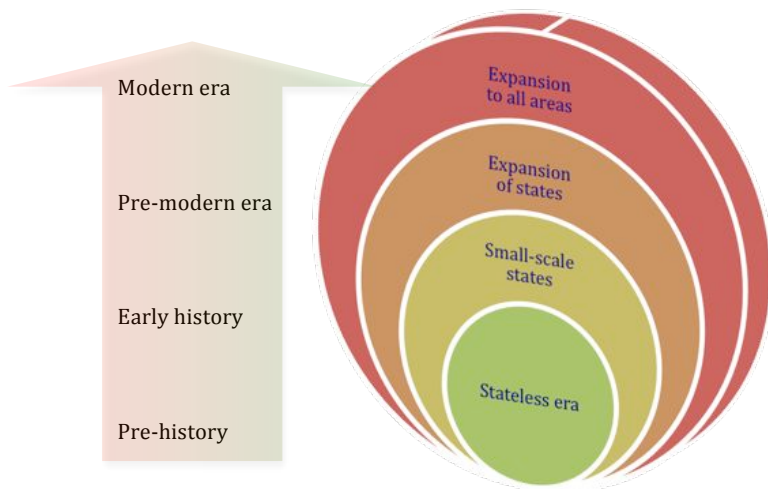 Modern era
Pre-modern era
Early history
Pre-history
Expansion
to all areas
Expansion
of states
Small-scale
states
Stateless era